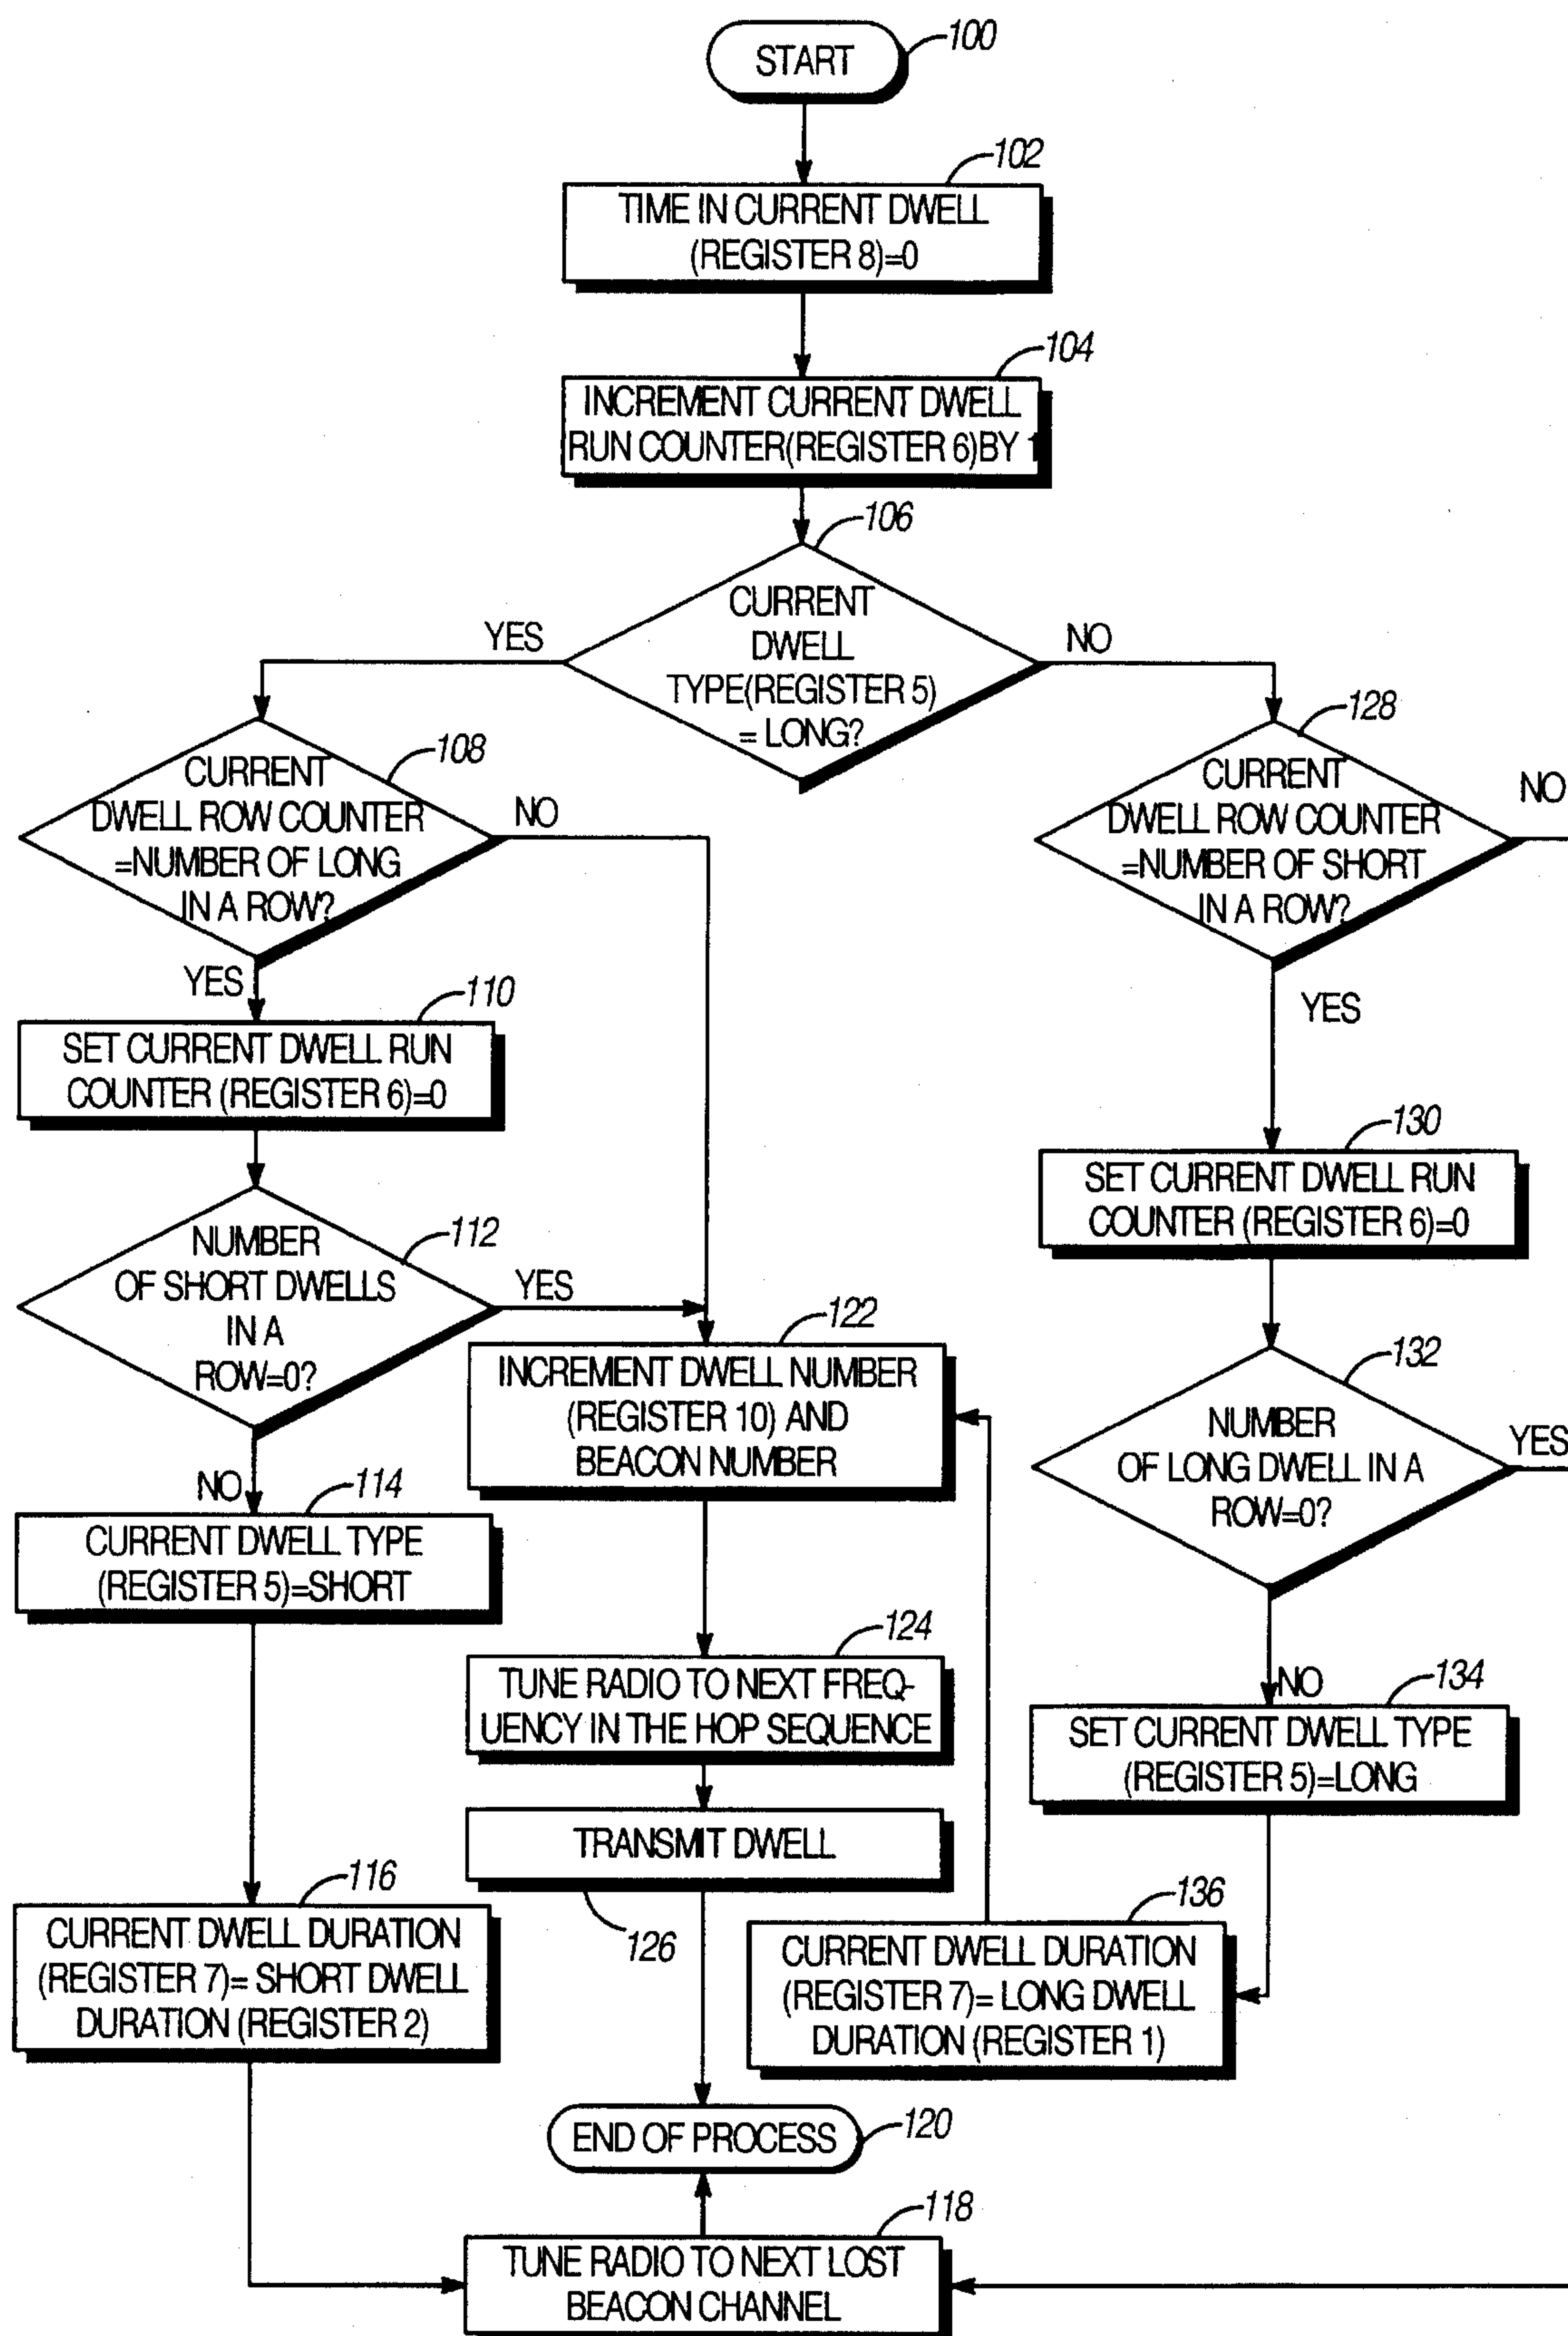 START
100
102
TIME IN CURRENT DWELL
(REGISTER 8)=0
104
INCREMENT CURRENT DWELL
RUN COUNTER(REGISTER 6)BY 1
106
CURRENT
DWELL
TYPE(REGISTER 5)
= LONG?
YES
NO
108
CURRENT
DWELL ROW COUNTER
=NUMBER OF LONG
IN A ROW?
NO
YES
128
CURRENT
DWELL ROW COUNTER
=NUMBER OF SHORT
IN A ROW?
NO
YES
110
SET CURRENT DWELL RUN
COUNTER (REGISTER 6)=0
130
SET CURRENT DWELL RUN
COUNTER (REGISTER 6)=0
112
NUMBER
OF SHORT DWELLS
IN A
ROW=0?
YES
NO
122
INCREMENT DWELL NUMBER
(REGISTER 10) AND
BEACON NUMBER
132
NUMBER
OF LONG DWELL IN A
ROW=0?
YES
NO
114
CURRENT DWELL TYPE
(REGISTER 5)=SHORT
124
TUNE RADIO TO NEXT FREQ-
UENCY IN THE HOP SEQUENCE
134
SET CURRENT DWELL TYPE
(REGISTER 5)=LONG
TRANSMIT DWELL
126
116
CURRENT DWELL DURATION
(REGISTER 7)= SHORT DWELL
DURATION (REGISTER 2)
136
CURRENT DWELL DURATION
(REGISTER 7)= LONG DWELL
DURATION (REGISTER 1)
END OF PROCESS
120
118
TUNE RADIO TO NEXT LOST
BEACON CHANNEL